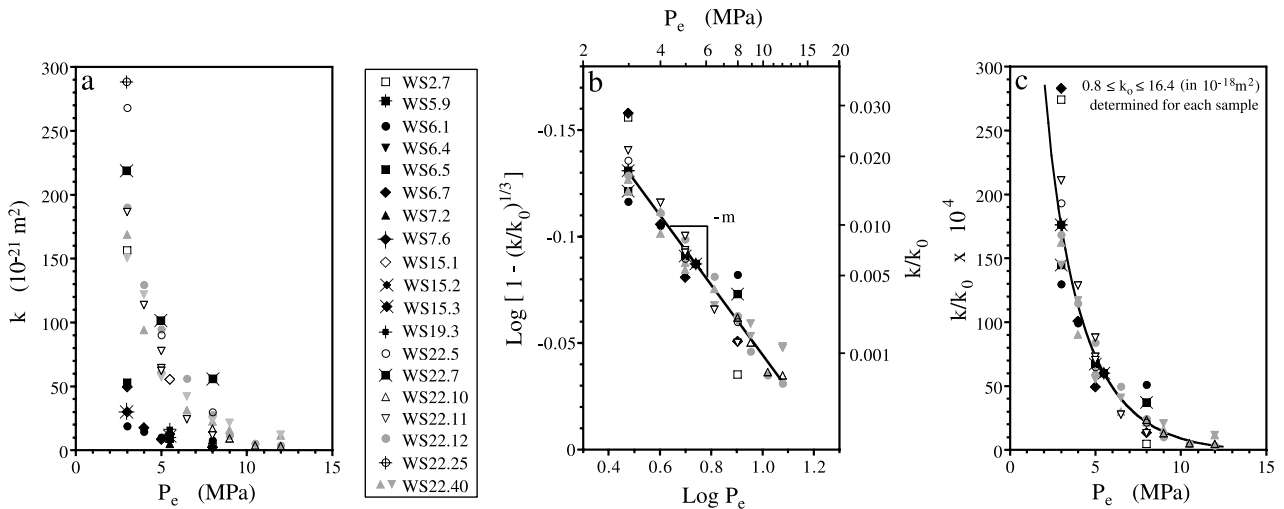 a
300
250
200
150
100
50
0
0
5
10
15
k (10⁻²¹ m²)
Pₑ (MPa)
WS2.7
WS5.9
WS6.1
WS6.4
WS6.5
WS6.7
WS7.2
WS7.6
WS15.1
WS15.2
WS15.3
WS19.3
WS22.5
WS22.7
WS22.10
WS22.11
WS22.12
WS22.25
WS22.40
Pₑ (MPa)
2
4
6
8
10
20
b
-0.15
-0.1
-0.05
0
Log [ 1 - (k/k₀)^1/3 ]
- m
0.030
0.020
0.010
0.005
0.001
k/k₀
0.4
0.6
0.8
1.0
1.2
Log Pₑ
c
0.8 ≤ kₒ ≤ 16.4 (in 10⁻¹⁸m²)
determined for each sample
300
250
200
150
100
50
0
k/k₀ x 10⁴
0
5
10
15
Pₑ (MPa)